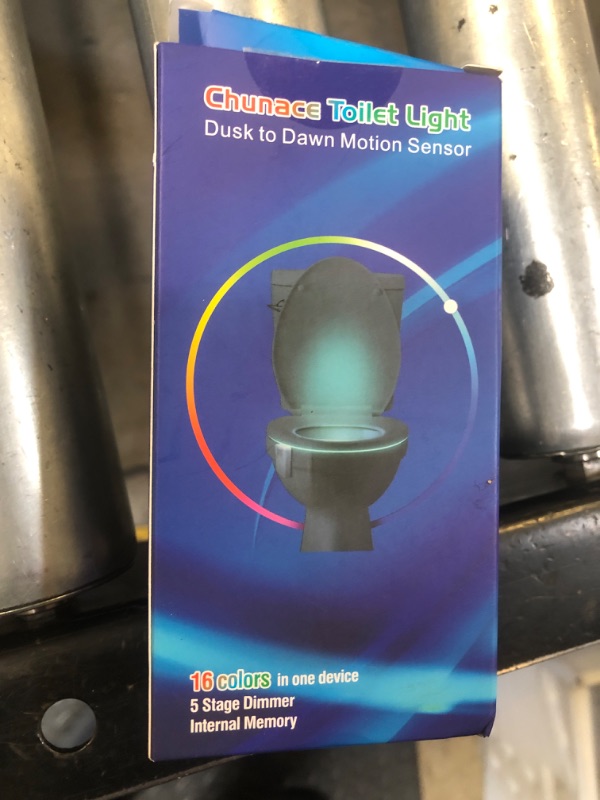 Chunace Toilet Light
Dusk to Dawn Motion Sensor
16 colors in one device
5 Stage Dimmer
Internal Memory